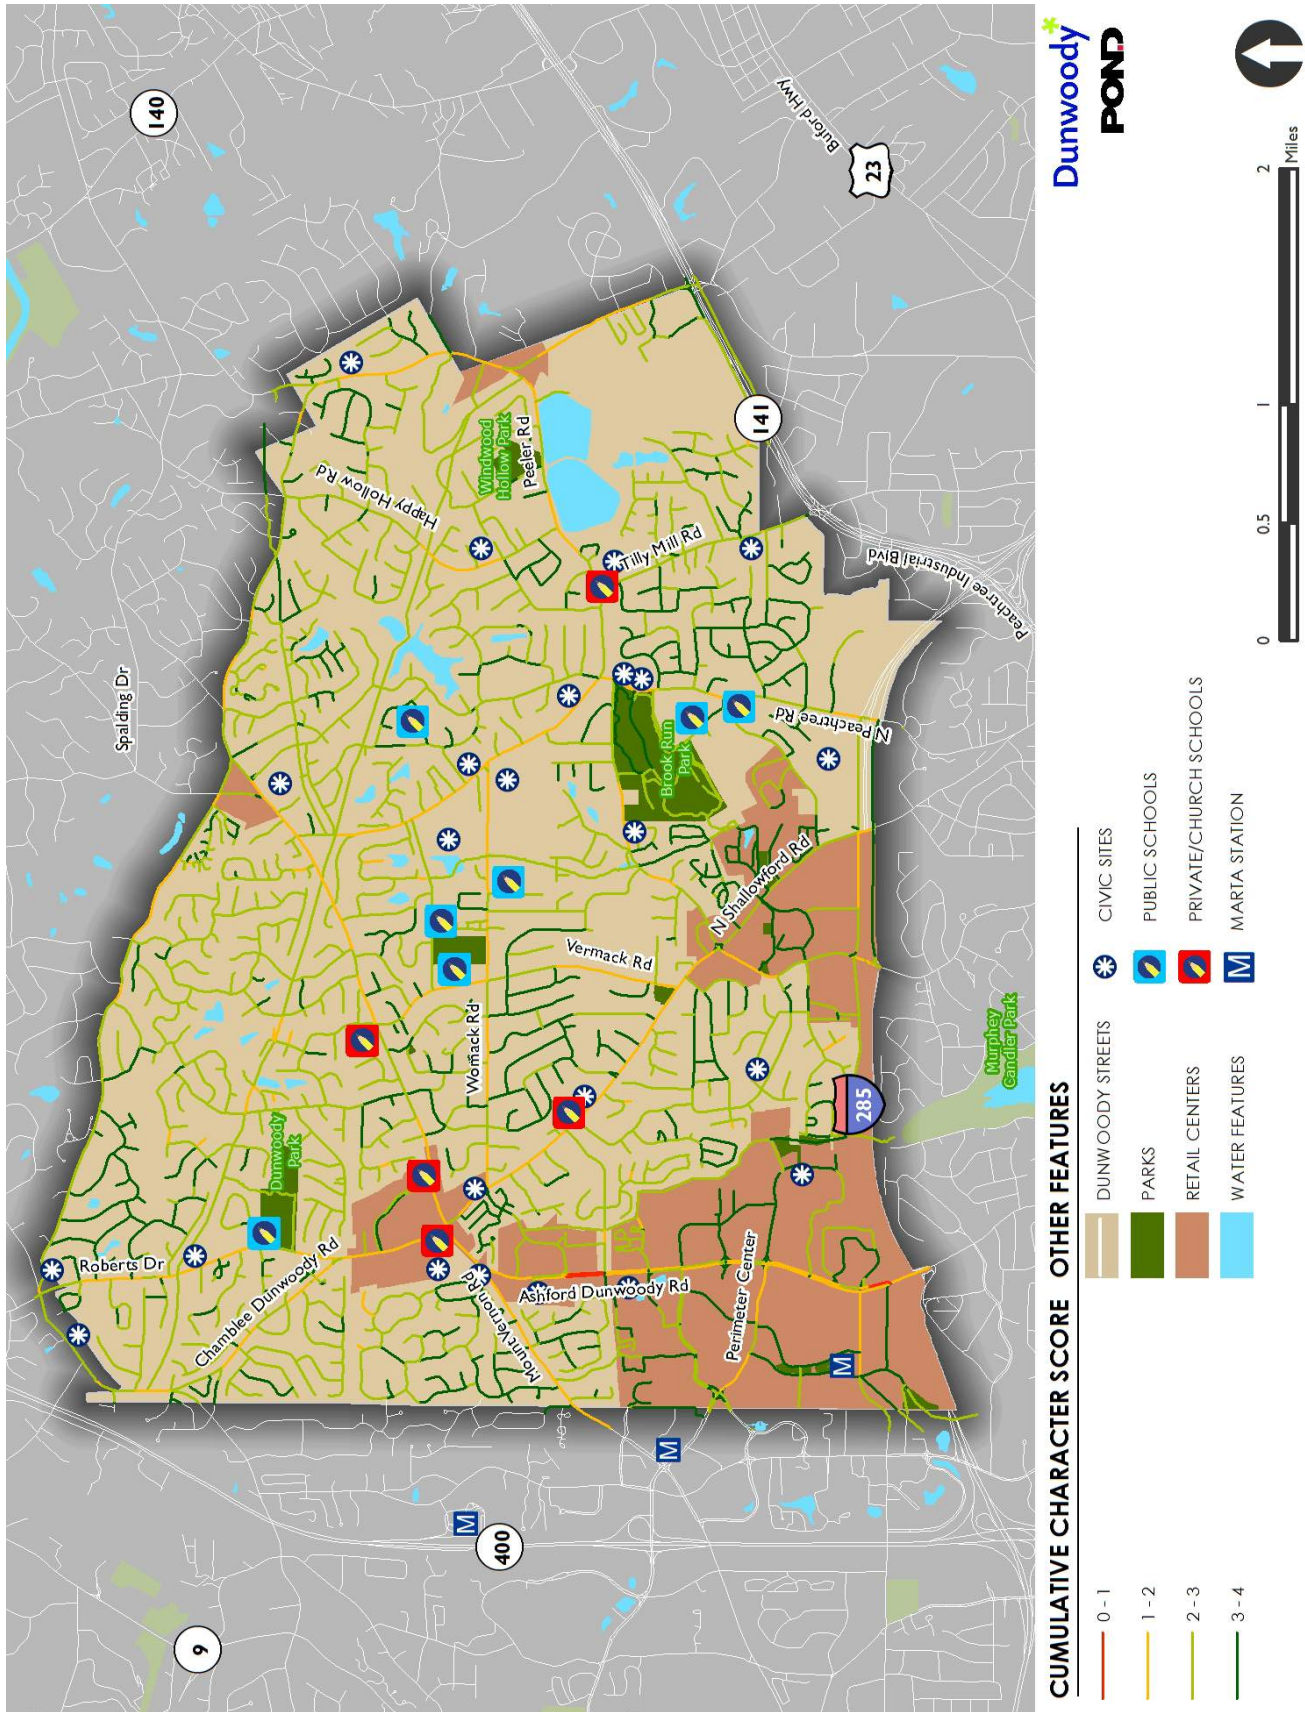 140
Spalding Dr
Buford Hwy
23
Happy Hollow Rd
Windwood
Hollow Park
Peeler Rd
141
Tilly Mill Rd
Peachtree Industrial Blvd
Brook Run
Park
N Peachtree Rd
N Shallowford Rd
Vermack Rd
Womack Rd
Dunwoody
Park
Roberts Dr
Chamblee Dunwoody Rd
Mount Vernon Rd
Ashford Dunwoody Rd
Perimeter Center
285
Murphey
Candler Park
M
M
M
400
9
CUMULATIVE CHARACTER SCORE
0 - 1
1 - 2
2 - 3
3 - 4
OTHER FEATURES
DUNWOODY STREETS
PARKS
RETAIL CENTERS
WATER FEATURES
CIVIC SITES
PUBLIC SCHOOLS
PRIVATE/CHURCH SCHOOLS
M MARTA STATION
0 0.5 1 2
Miles
Dunwoody*
POND